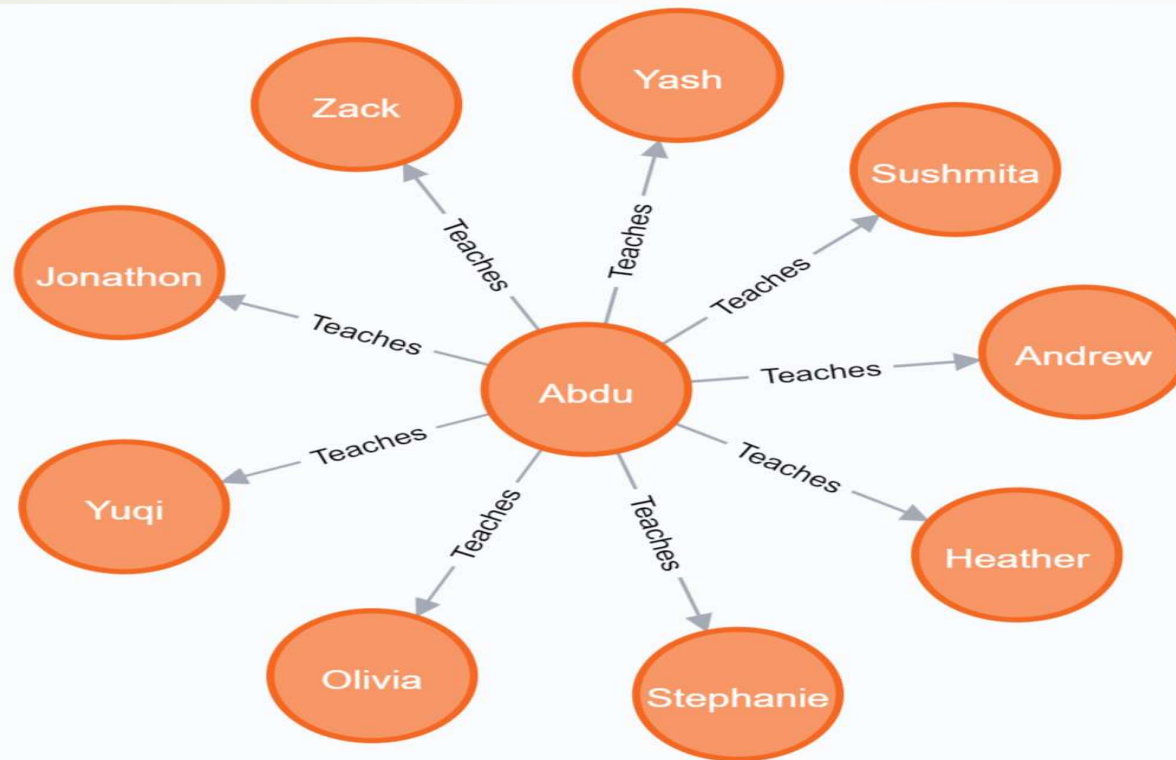 Yash
Zack
Sushmita
Teaches
Teaches
Teaches
Jonathon
Teaches
Andrew
Teaches
Abdu
Teaches
Teaches
Yuqi
Teaches
Teaches
Heather
Olivia
Stephanie